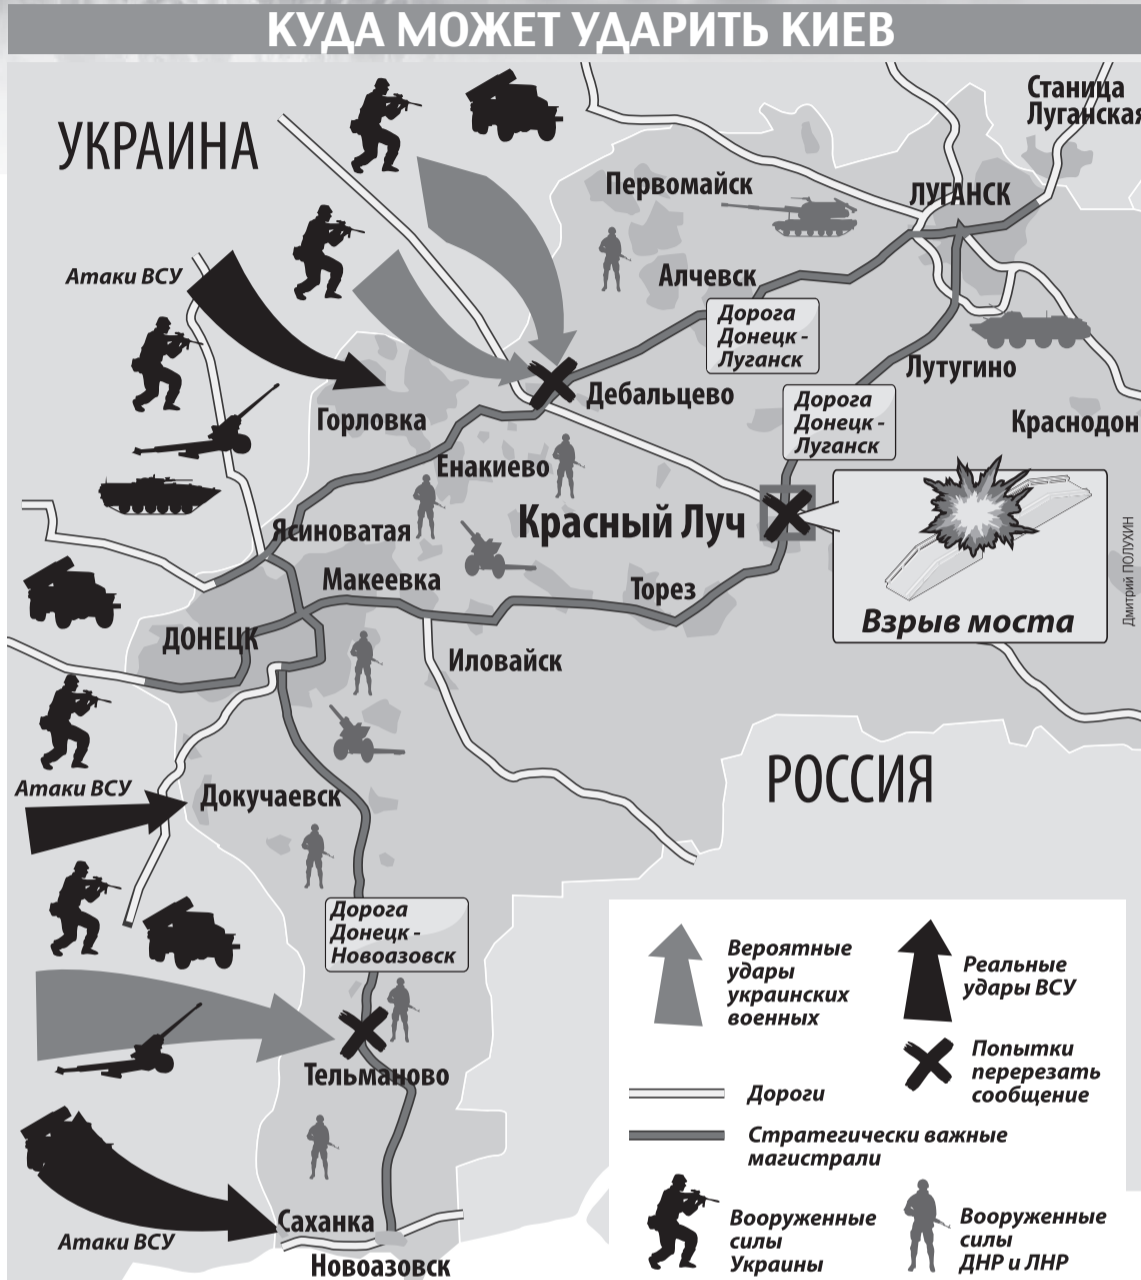 КУДА МОЖЕТ УДАРИТЬ КИЕВ
УКРАИНА
Станица
Луганская
Первомайск
ЛУГАНСК
Атаки ВСУ
Алчевск
Дорога
Донецк -
Луганск
Лутугино
Дебальцево
Дорога
Донецк -
Луганск
Горловка
Краснодон
Енакиево
Красный Луч
Ясиноватая
Макеевка
Торез
Взрыв моста
Дмитрий ПОЛУХИН
ДОНЕЦК
Иловайск
РОССИЯ
Атаки ВСУ
Докучаевск
Дорога
Донецк -
Новоазовск
Тельманово
Саханка
Атаки ВСУ
Новоазовск
Вероятные
удары
украинских
военных
Реальные
удары ВСУ
Попытки
перерезать
сообщение
Дороги
Стратегически важные
магистрали
Вооруженные
силы
Украины
Вооруженные
силы
ДНР и ЛНР